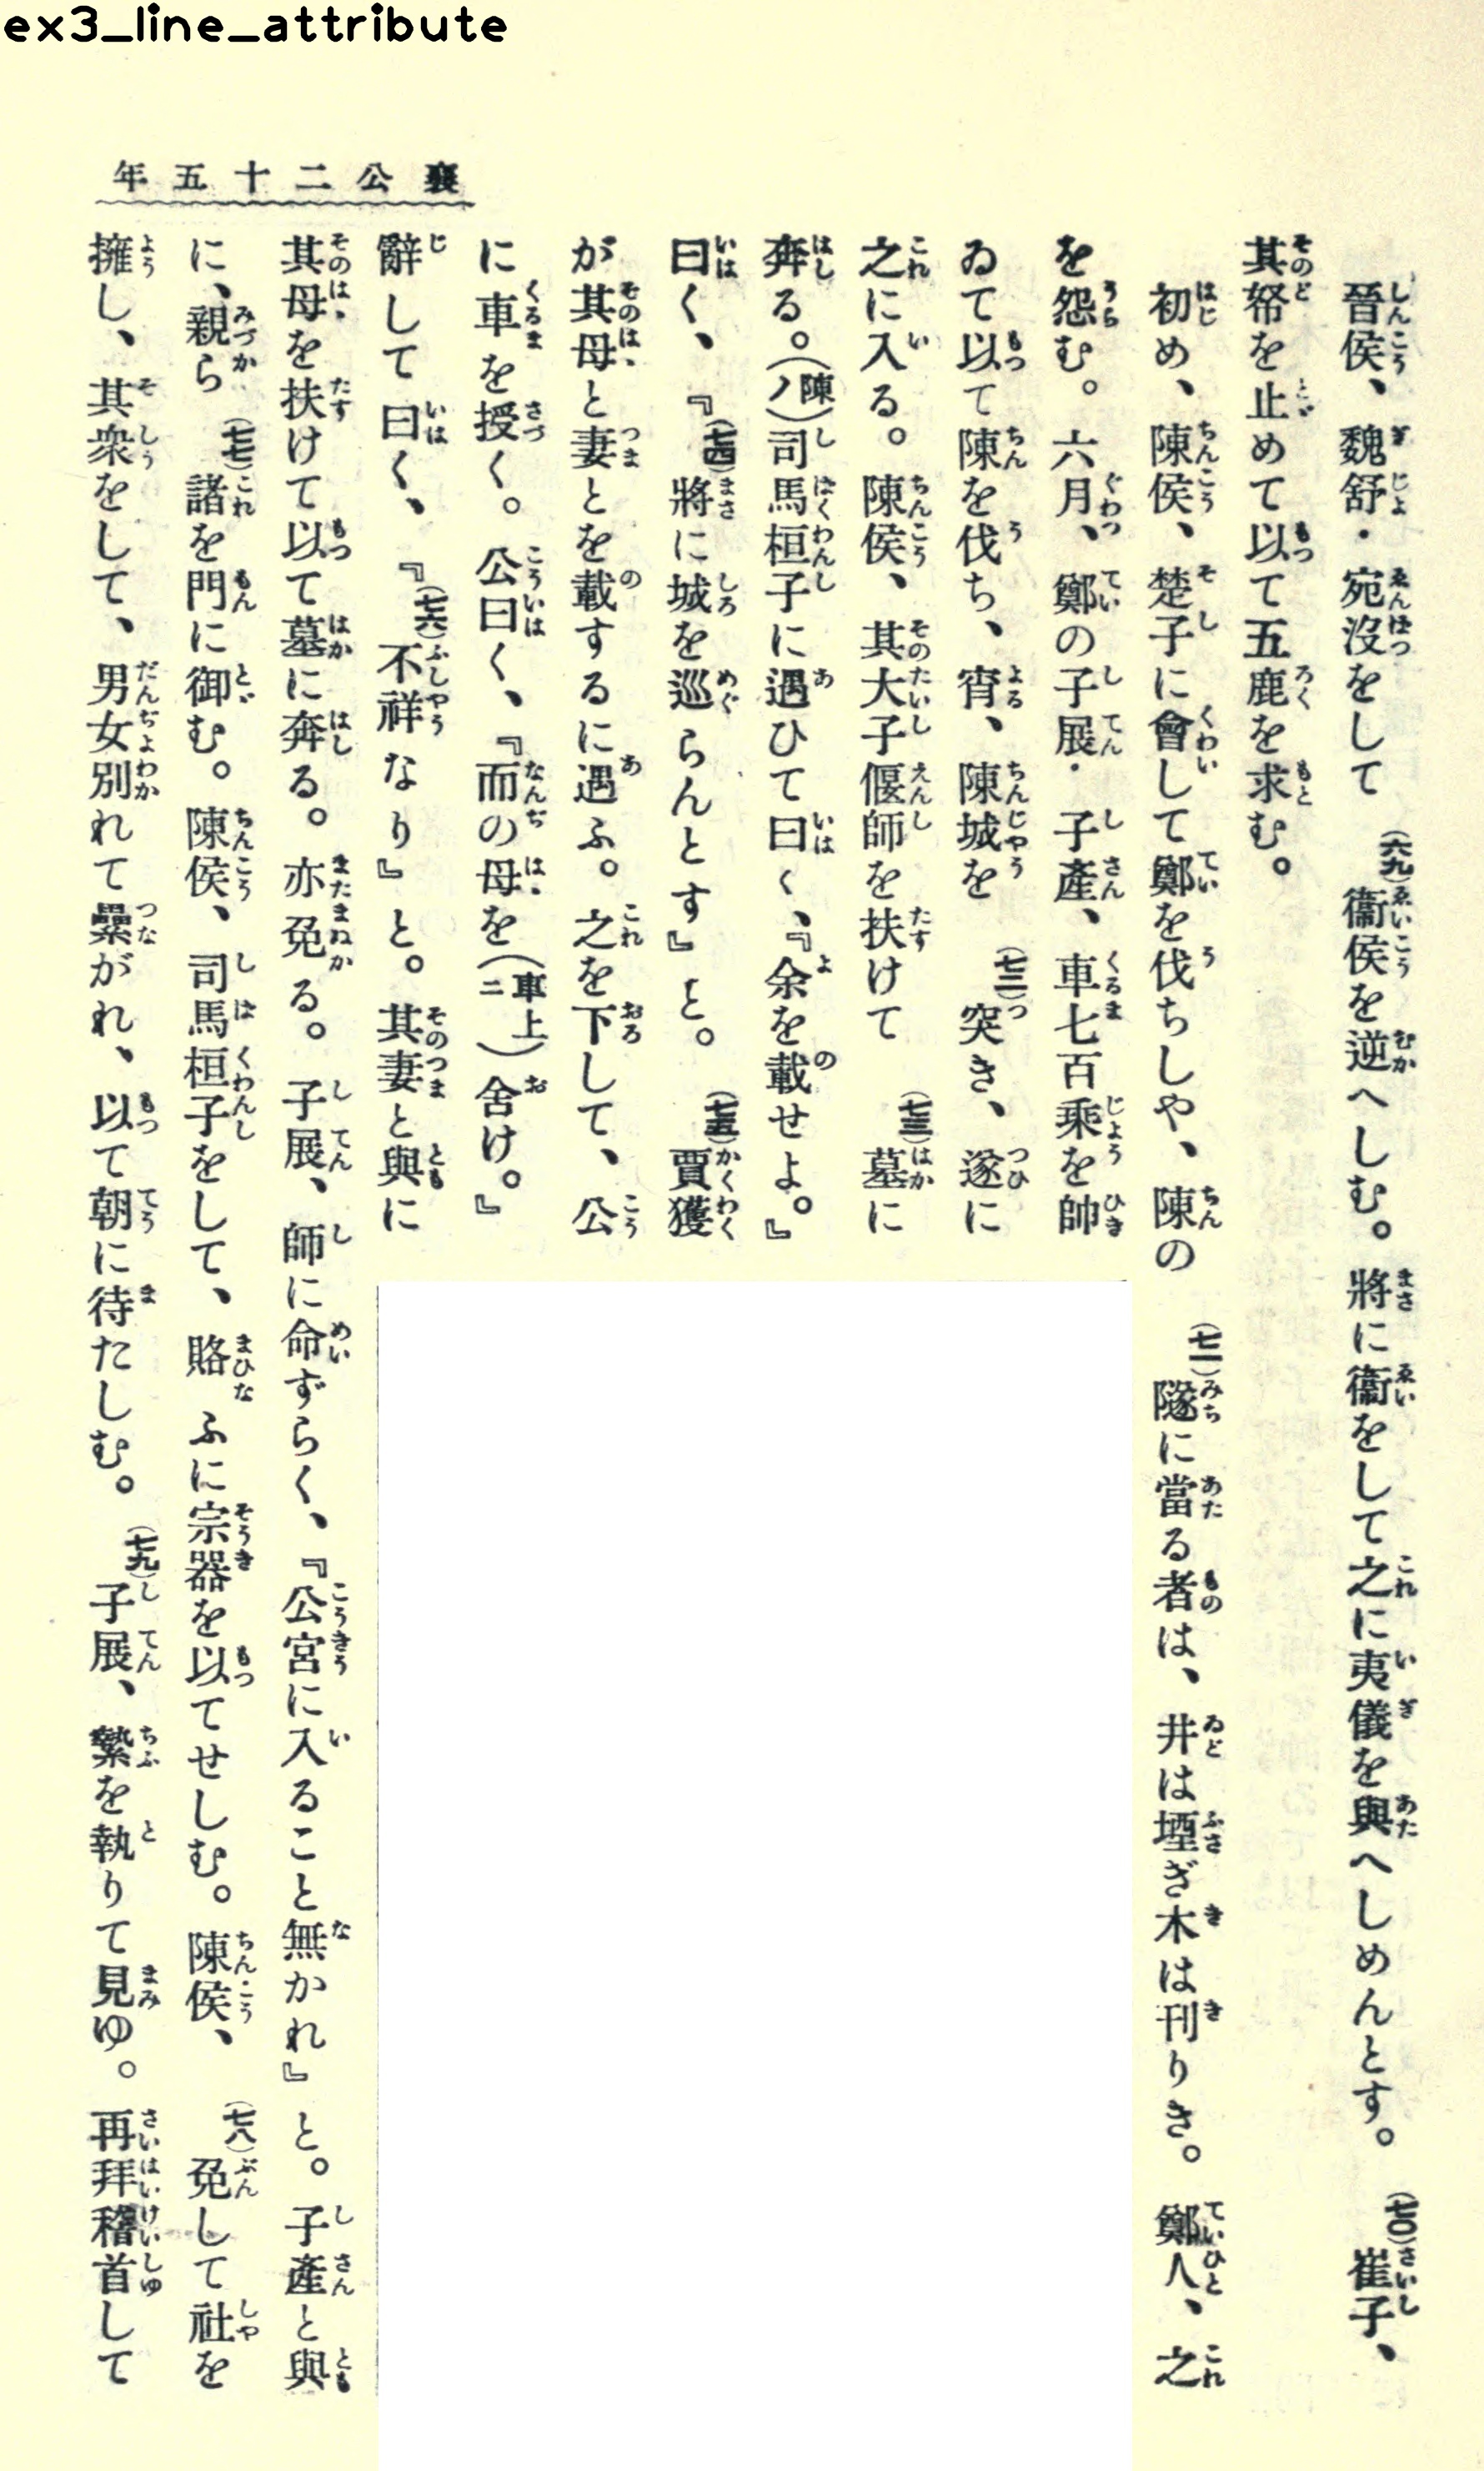 ex3_line_attribute
襄公二十五年
晉侯、魏舒・宛沒をして(六九)衞侯を逆へしむ。將に衞をして之に夷儀を與へしめんとす。(七〇)崔子、
其帑を止めて以て五鹿を求む。
初め、陳侯、楚子に會して鄭を伐ちしや、陳の(七一)隧に當る者は、井は堙ぎ木は刊りき。鄭人、之
を怨む。六月、鄭の子展・子產、車七百乘を帥
ゐて以て陳を伐ち、宵、陳城を(七二)突き、遂に
之に入る。陳侯、其大子偃師を扶けて(七三)墓に
奔る。(陳ノ)司馬桓子に遇ひて曰く、『余を載せよ。』
曰く、『(七四)將に城を巡らんとす』と。(七五)賈獲
が其母と妻とを載するに遇ふ。之を下して、公
に車を授く。公曰く、『而の母を(車上ニ)舍け。』
辭して曰く、『(七六)不祥なり』と。其妻と與に
其母を扶けて以て墓に奔る。亦免る。子展、師に命ずらく、『公宮に入ること無かれ』と。子產と與
に、親ら(七七)諸を門に御む。陳侯、司馬桓子をして、賂ふに宗器を以てせしむ。陳侯、(七八)免して社を
擁し、其衆をして、男女別れて纍がれ、以て朝に待たしむ。(七九)子展、縶を執りて見ゆ。再拜稽首して